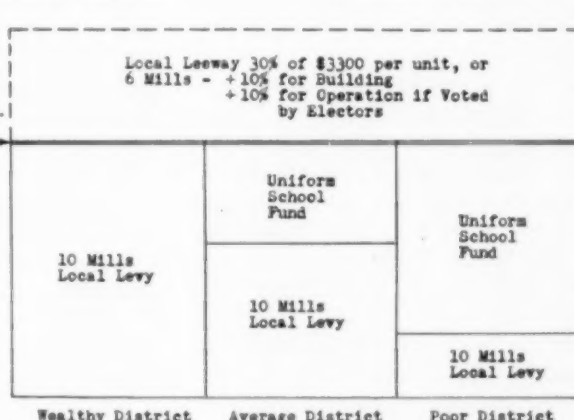 Local Leeway 30% of $3300 per unit, or
6 Mills - +10% for Building
+10% for Operation if Voted
by Electors
Uniform
School
Fund
Uniform
School
Fund
10 Mills
Local Levy
10 Mills
Local Levy
10 Mills
Local Levy
Wealthy District Average District Poor District